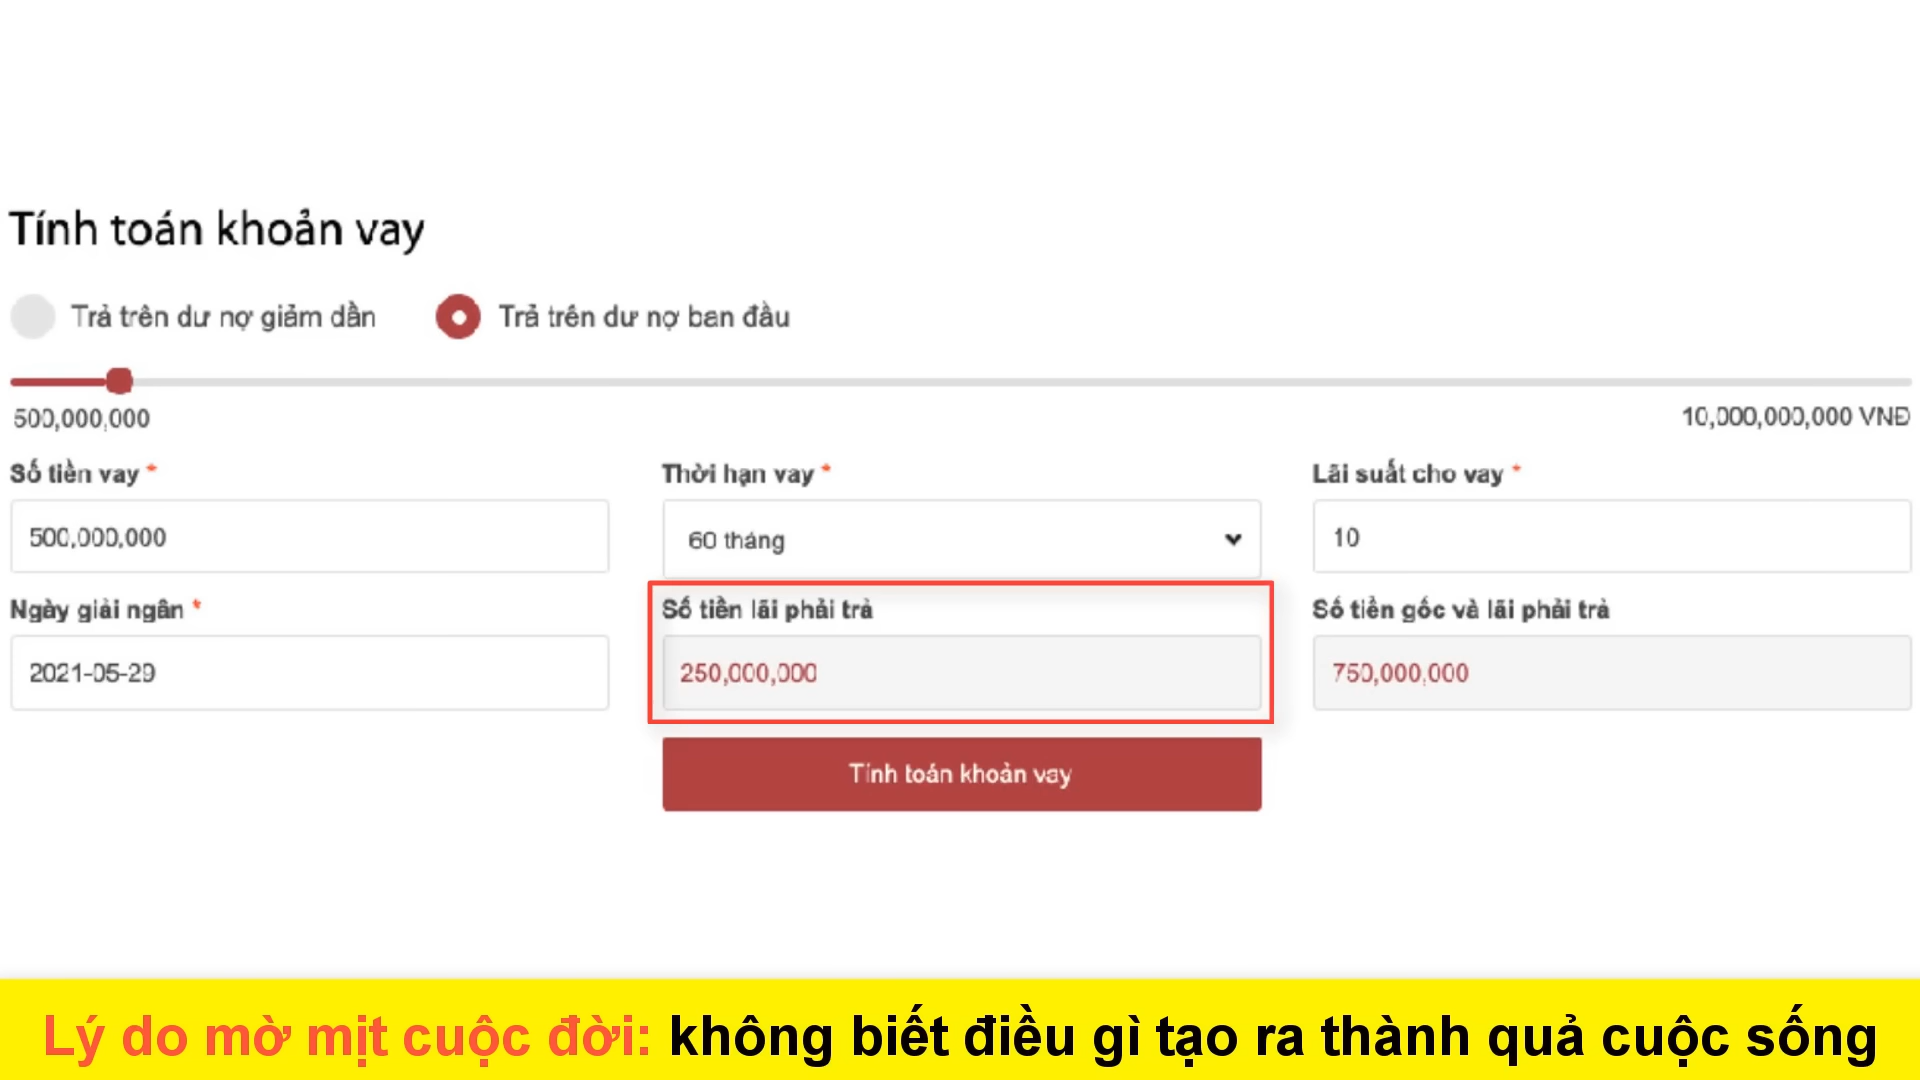 Tính toán khoản vay
Trả trên dư nợ giảm dần Trả trên dư nợ ban đầu
500,000,000 10,000,000,000 VNĐ
Số tiền vay * Thời hạn vay * Lãi suất cho vay *
500,000,000 60 tháng 10
Ngày giải ngân * Số tiền lãi phải trả Số tiền gốc và lãi phải trả
2021-05-29 250,000,000 750,000,000
Tính toán khoản vay
Lý do mờ mịt cuộc đời: không biết điều gì tạo ra thành quả cuộc sống